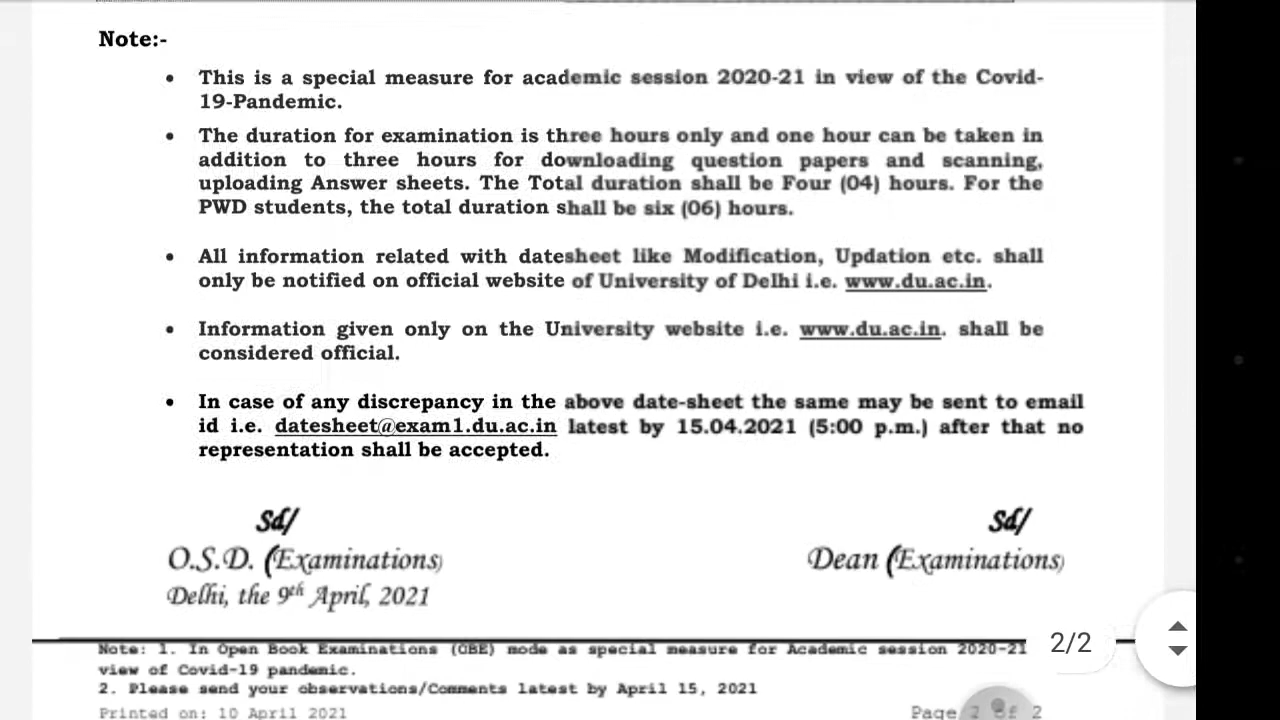 Note:-
• This is a special measure for academic session 2020-21 in view of the Covid-
19-Pandemic.
• The duration for examination is three hours only and one hour can be taken in
addition to three hours for downloading question papers and scanning,
uploading Answer sheets. The Total duration shall be Four (04) hours. For the
PWD students, the total duration shall be six (06) hours.
• All information related with datesheet like Modification, Updation etc. shall
only be notified on official website of University of Delhi i.e. www.du.ac.in.
• Information given only on the University website i.e. www.du.ac.in. shall be
considered official.
• In case of any discrepancy in the above date-sheet the same may be sent to email
id i.e. datesheet@exam1.du.ac.in latest by 15.04.2021 (5:00 p.m.) after that no
representation shall be accepted.
Sd/ Sd/
O.S.D. (Examinations) Dean (Examinations)
Delhi, the 9th April, 2021
Note: 1. In Open Book Examinations (OBE) mode as special measure for Academic session 2020-21
2/2
view of Covid-19 pandemic.
2. Please send your observations/Comments latest by April 15, 2021
Printed on: 10 April 2021 Page 2 of 2